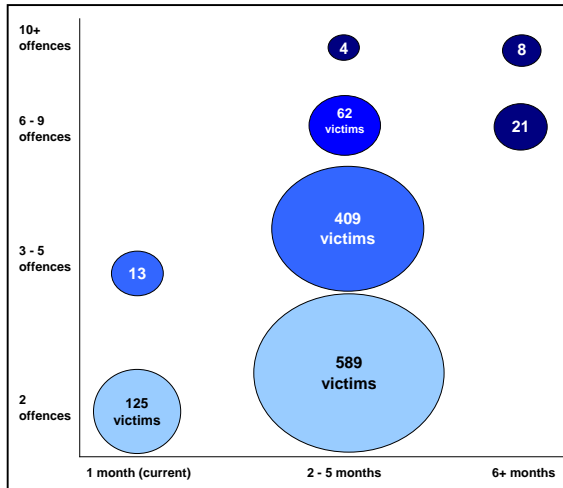 10+
offences
4
8
6 - 9
offences
62
victims
21
409
victims
3 - 5
offences
13
589
victims
2
offences
125
victims
1 month (current)
2 - 5 months
6+ months